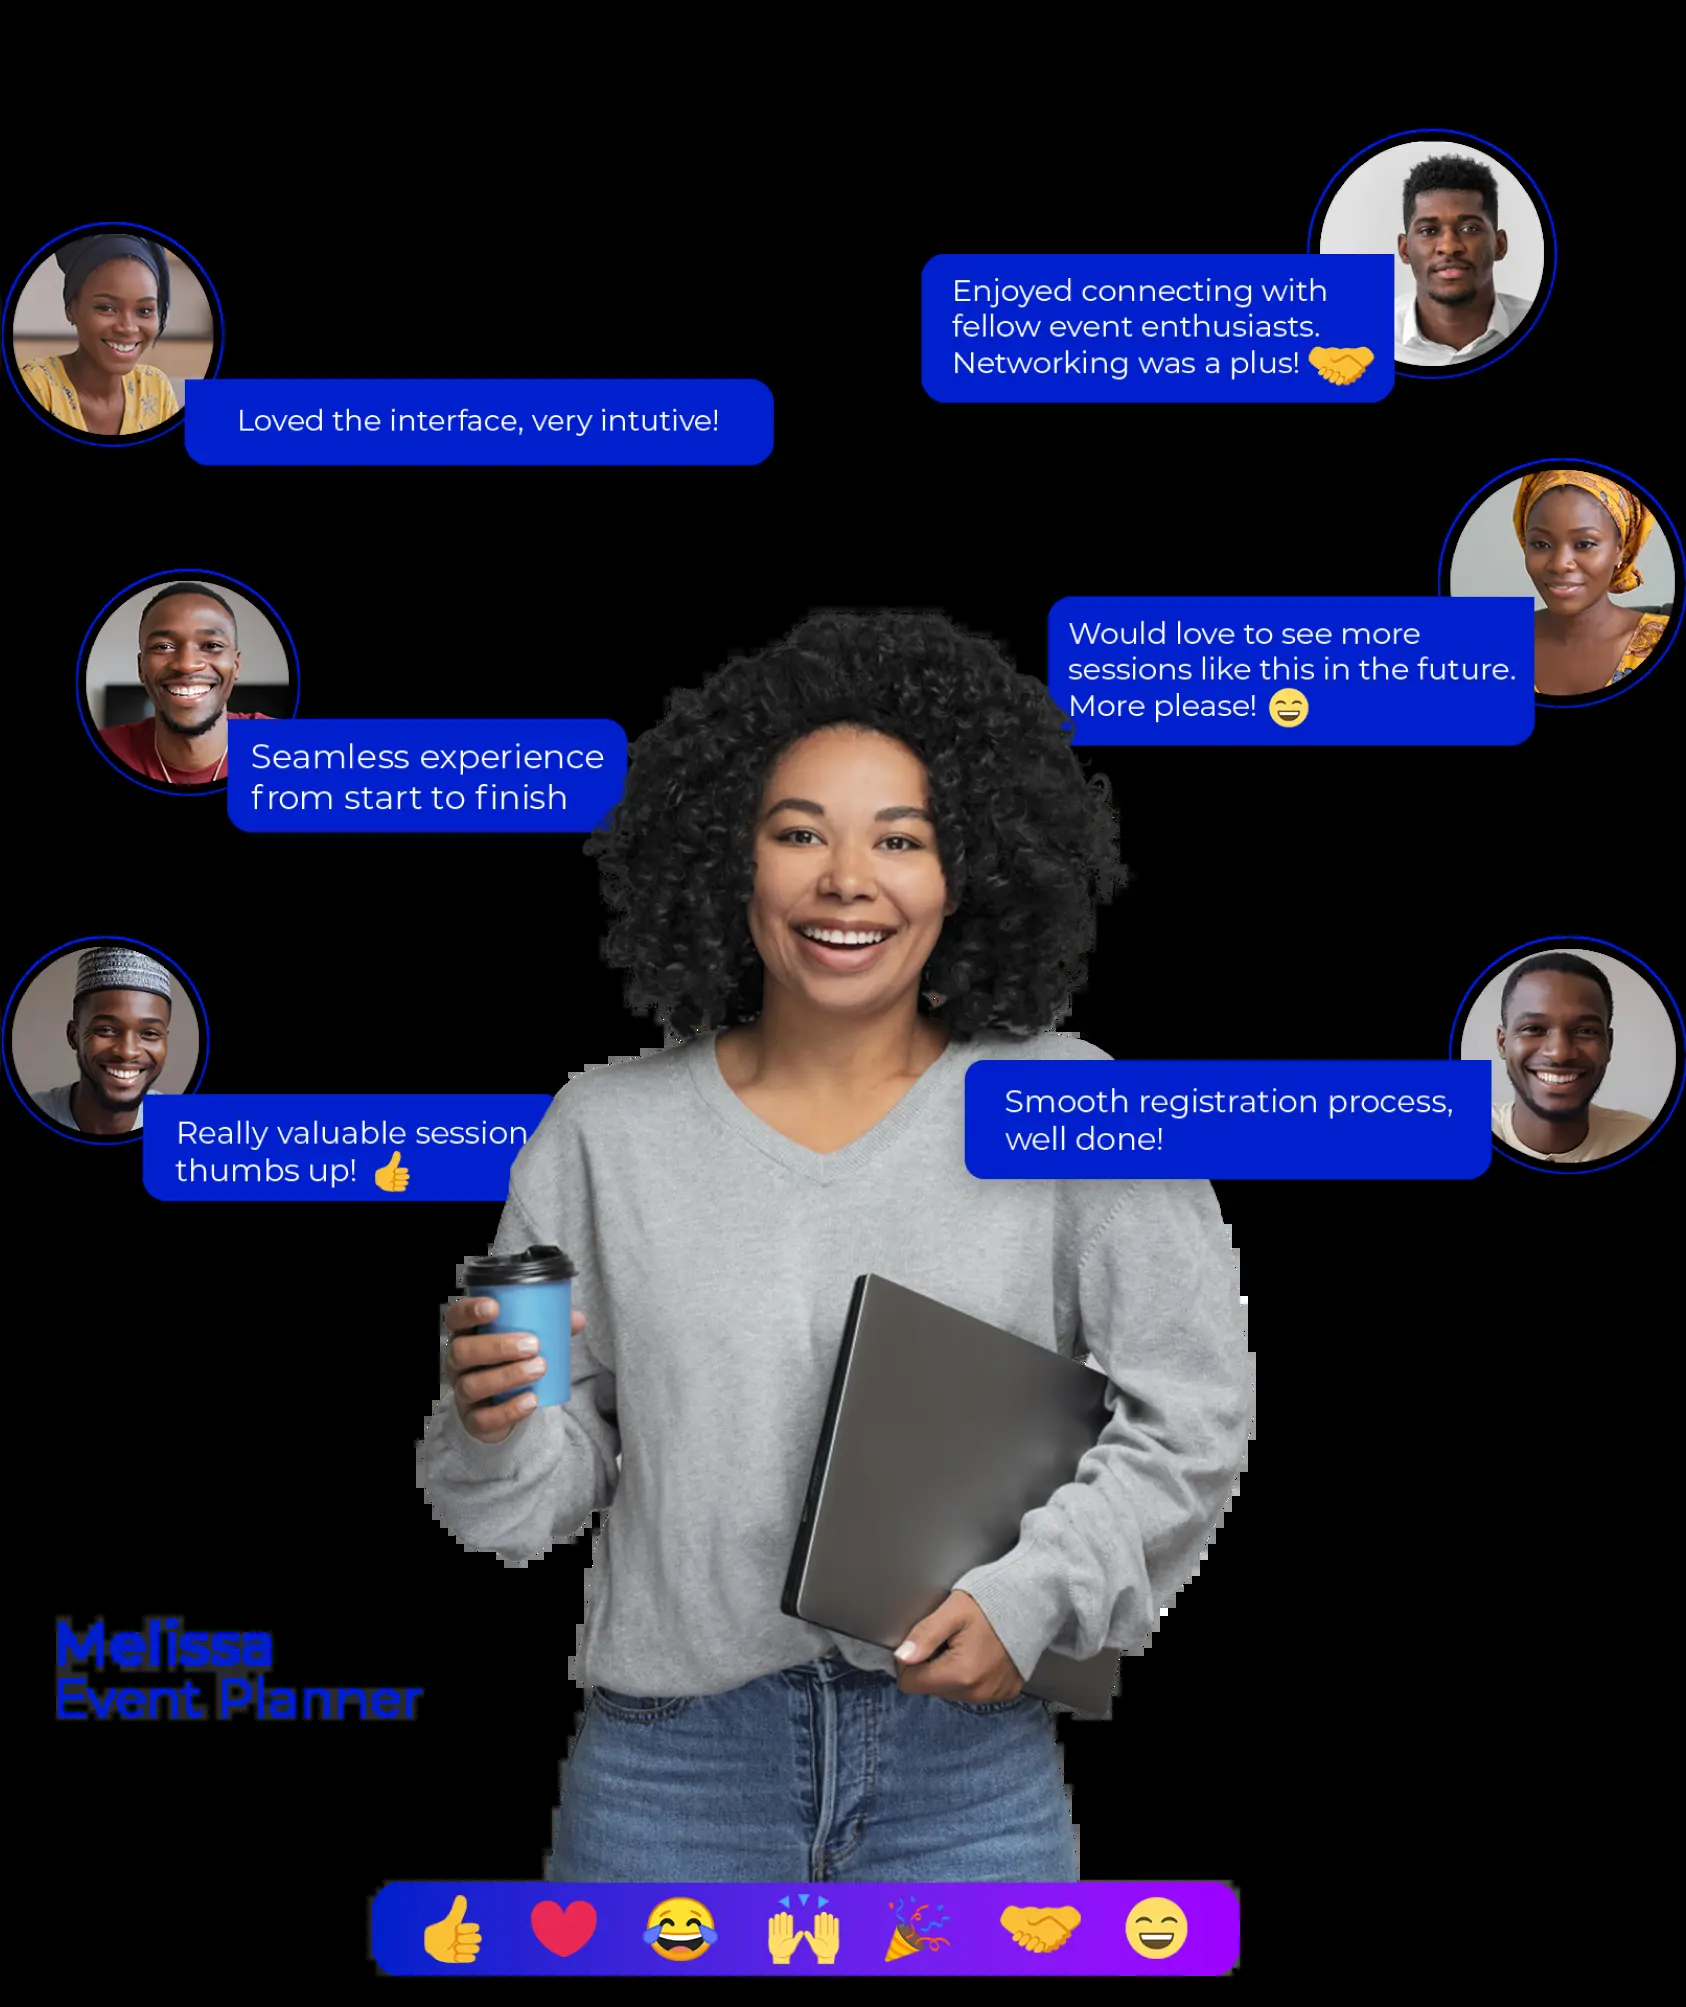 Enjoyed connecting with
fellow event enthusiasts.
Networking was a plus!
Loved the interface, very intutive!
Would love to see more
sessions like this in the future.
More please!
Seamless experience
from start to finish
Really valuable session
thumbs up!
Smooth registration process,
well done!
Melissa
Event Planner